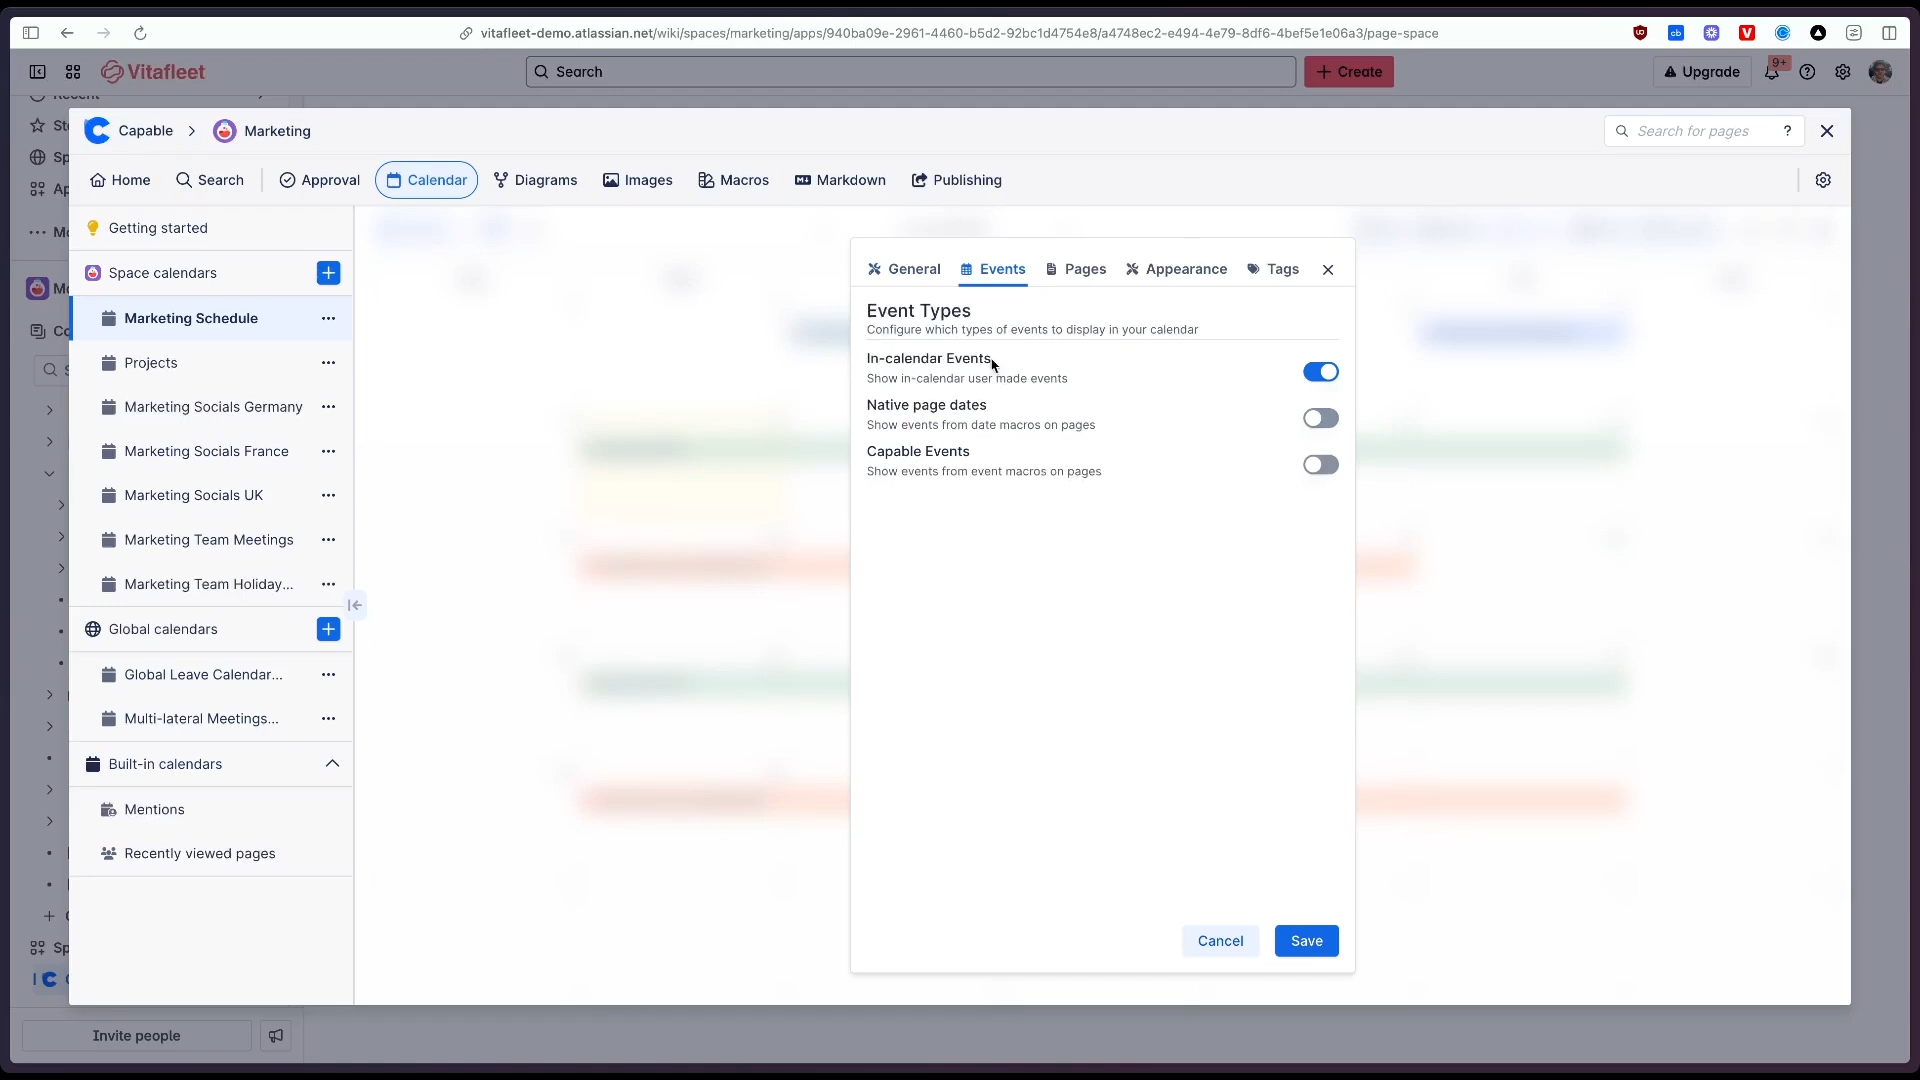 vitafleet-demo.atlassian.net/wiki/spaces/marketing/apps/940ba09e-2961-4460-b5d2-92bc1d4754e8/a4748ec2-e494-4e79-8df6-4bef5e1e06a3/page-space
Vitafleet
Search
Create
Upgrade
9+
Recent
Capable
Marketing
Search for pages
?
Home
Search
Approval
Calendar
Diagrams
Images
Macros
Markdown
Publishing
Getting started
Space calendars
Marketing Schedule
Projects
Marketing Socials Germany
Marketing Socials France
Marketing Socials UK
Marketing Team Meetings
Marketing Team Holiday...
Global calendars
Global Leave Calendar...
Multi-lateral Meetings...
Built-in calendars
Mentions
Recently viewed pages
Invite people
General
Events
Pages
Appearance
Tags
Event Types
Configure which types of events to display in your calendar
In-calendar Events
Show in-calendar user made events
Native page dates
Show events from date macros on pages
Capable Events
Show events from event macros on pages
Cancel
Save